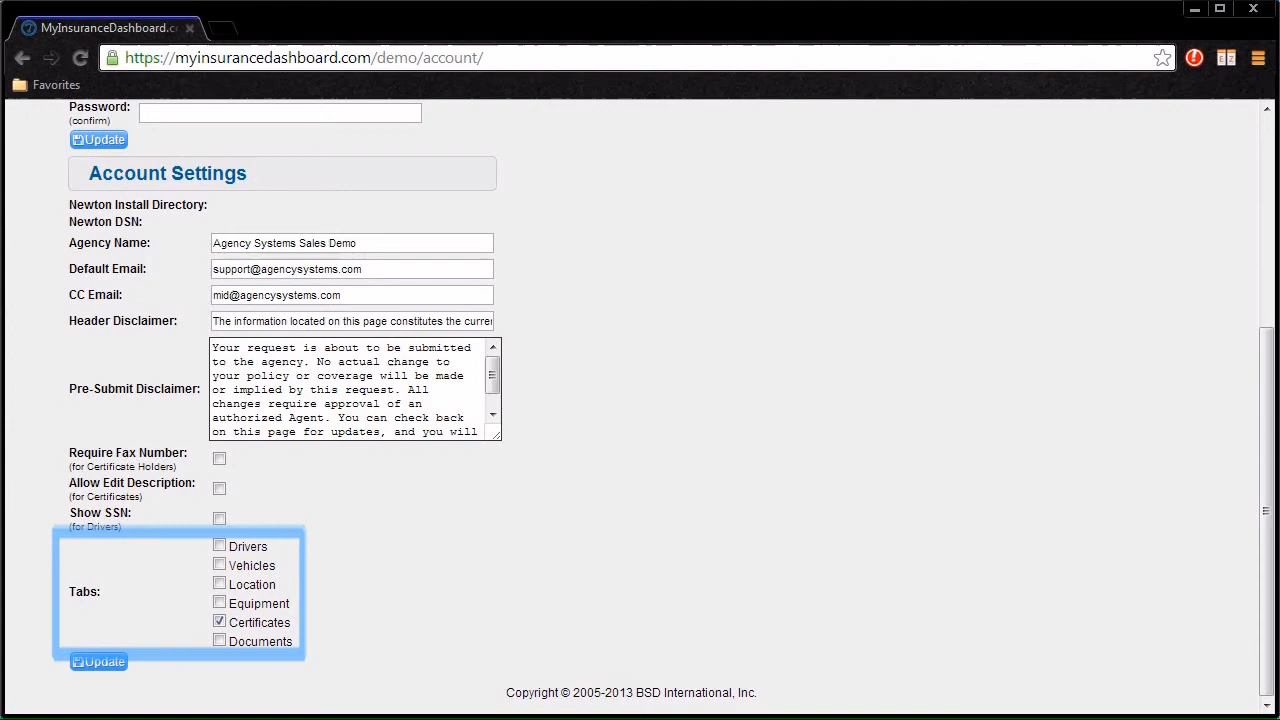 MyInsuranceDashboard.c
https://myinsurancedashboard.com/demo/account/
Favorites
Password:
(confirm)
Update
Account Settings
Newton Install Directory:
Newton DSN:
Agency Name: Agency Systems Sales Demo
Default Email: support@agencysystems.com
CC Email: mid@agencysystems.com
Header Disclaimer: The information located on this page constitutes the curren
Pre-Submit Disclaimer:
Your request is about to be submitted
to the agency. No actual change to
your policy or coverage will be made
or implied by this request. All
changes require approval of an
authorized Agent. You can check back
on this page for updates, and you will
Require Fax Number:
(for Certificate Holders)
Allow Edit Description:
(for Certificates)
Show SSN:
(for Drivers)
Tabs:
Drivers
Vehicles
Location
Equipment
Certificates
Documents
Update
Copyright © 2005-2013 BSD International, Inc.